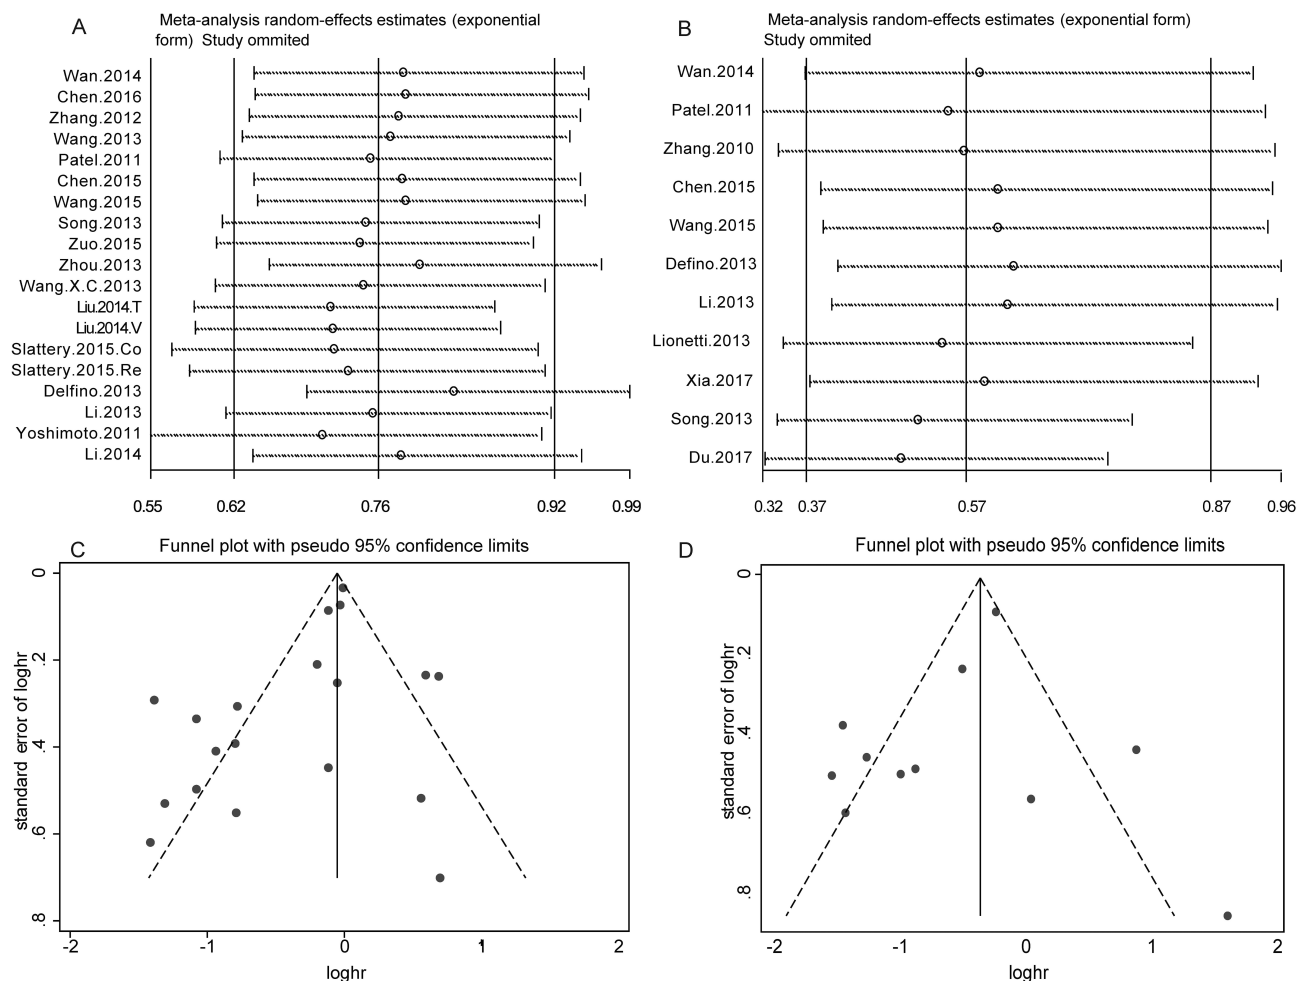 A
Meta-analysis random-effects estimates (exponential
form) Study ommited
Wan.2014
Chen.2016
Zhang.2012
Wang.2013
Patel.2011
Chen.2015
Wang.2015
Song.2013
Zuo.2015
Zhou.2013
Wang.X.C.2013
Liu.2014.T
Liu.2014.V
Slattery.2015.Co
Slattery.2015.Re
Delfino.2013
Li.2013
Yoshimoto.2011
Li.2014
0.55 0.62 0.76 0.92 0.99
B
Meta-analysis random-effects estimates (exponential form)
Study ommited
Wan.2014
Patel.2011
Zhang.2010
Chen.2015
Wang.2015
Defino.2013
Li.2013
Lionetti.2013
Xia.2017
Song.2013
Du.2017
0.32 0.37 0.57 0.87 0.96
C
Funnel plot with pseudo 95% confidence limits
standard error of loghr
0
.2
.4
.6
.8
-2 -1 0 1 2
loghr
D
Funnel plot with pseudo 95% confidence limits
standard error of loghr
0
.2
.4
.6
.8
-2 -1 0 1 2
loghr